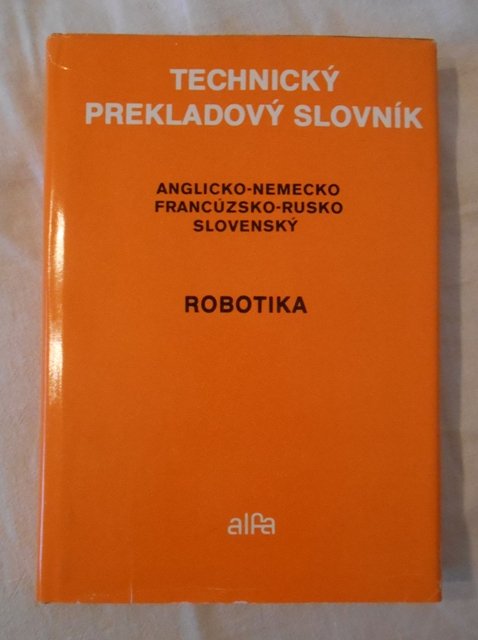 TECHNICKÝ
PREKLADOVÝ SLOVNÍK
ANGLICKO-NEMECKO
FRANCÚZSKO-RUSKO
SLOVENSKÝ
ROBOTIKA
alfa